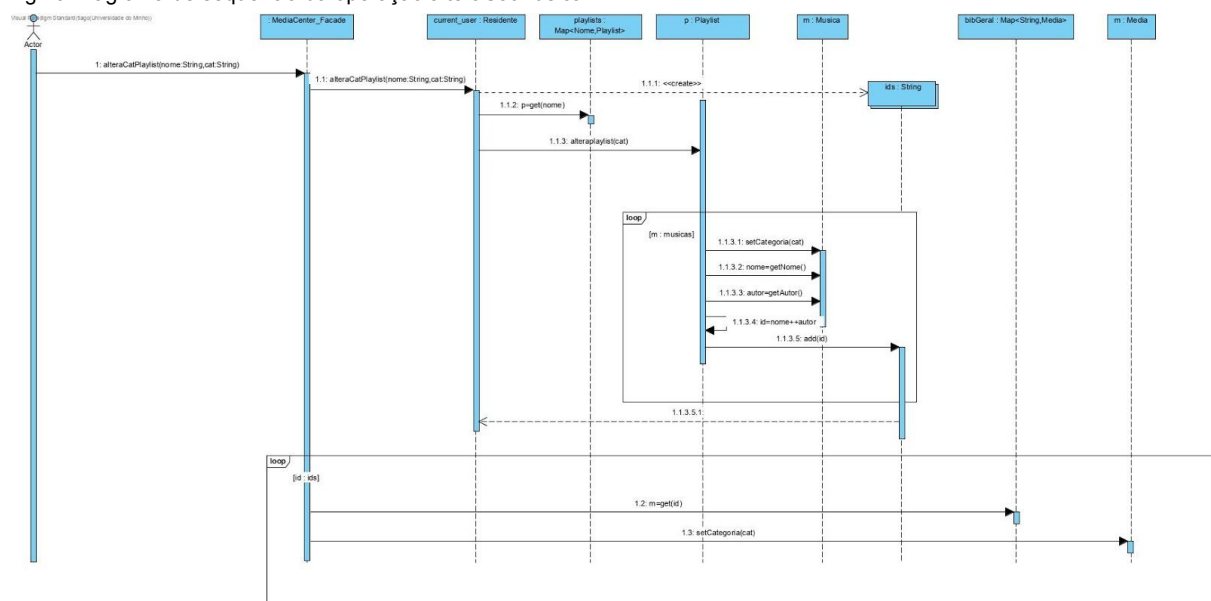 Visual Paradigm Standard(tiago(Universidade do Minho))
Actor
: MediaCenter_Facade
current_user : Residente
playlists :
Map<Nome,Playlist>
p : Playlist
m : Musica
bibGeral : Map<String,Media>
m : Media
1: alteraCatPlaylist(nome:String,cat:String)
1.1: alteraCatPlaylist(nome:String,cat:String)
1.1.1: <<create>>
ids : String
1.1.2: p=get(nome)
1.1.3: alteraplaylist(cat)
loop
[m : musicas]
1.1.3.1: setCategoria(cat)
1.1.3.2: nome=getNome()
1.1.3.3: autor=getAutor()
1.1.3.4: id=nome++autor
1.1.3.5: add(id)
1.1.3.5.1:
loop
[id : ids]
1.2: m=get(id)
1.3: setCategoria(cat)